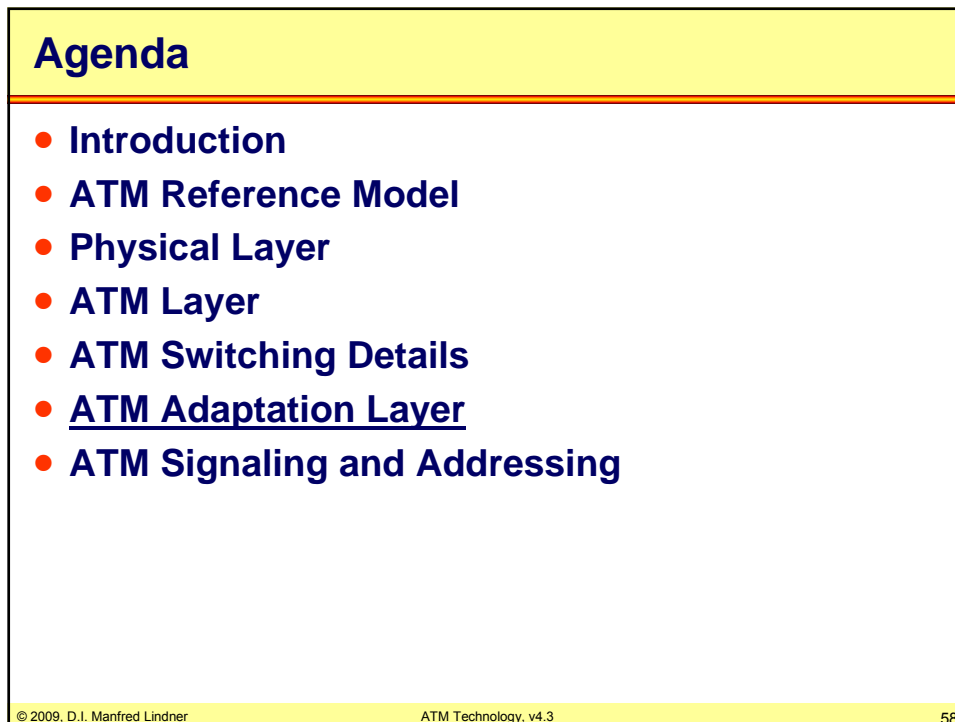 Agenda
• Introduction
• ATM Reference Model
• Physical Layer
• ATM Layer
• ATM Switching Details
• ATM Adaptation Layer
• ATM Signaling and Addressing
© 2009, D.I. Manfred Lindner ATM Technology, v4.3 58